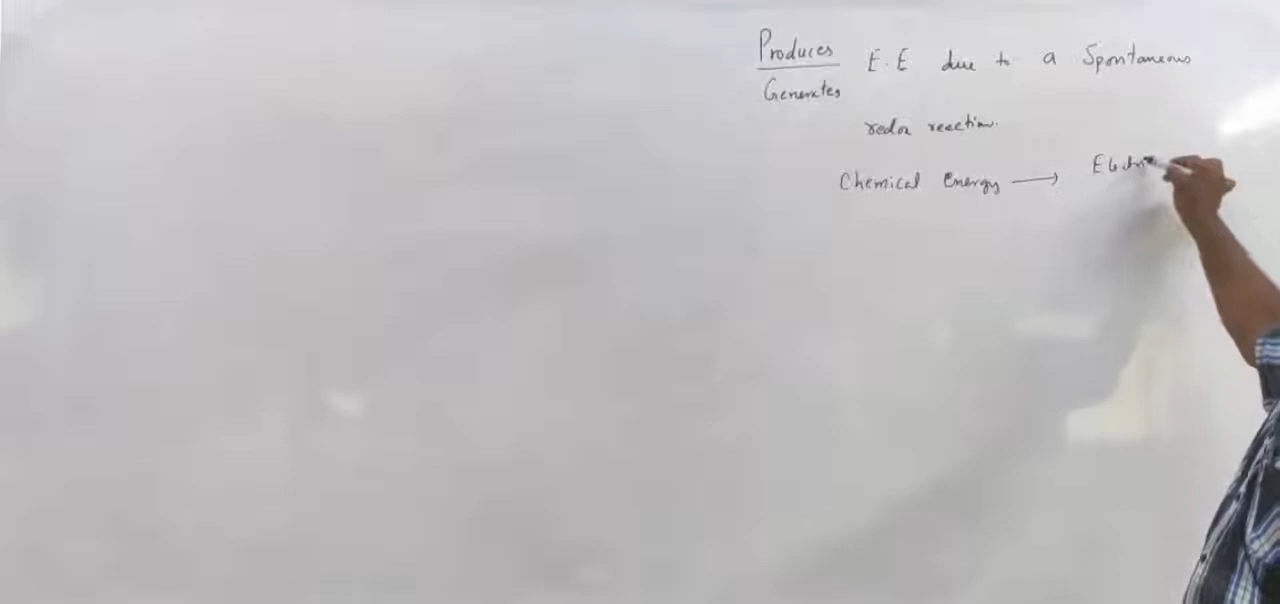 Produces E.E due to a Spontaneous
Generates
redox reaction.
Chemical Energy →